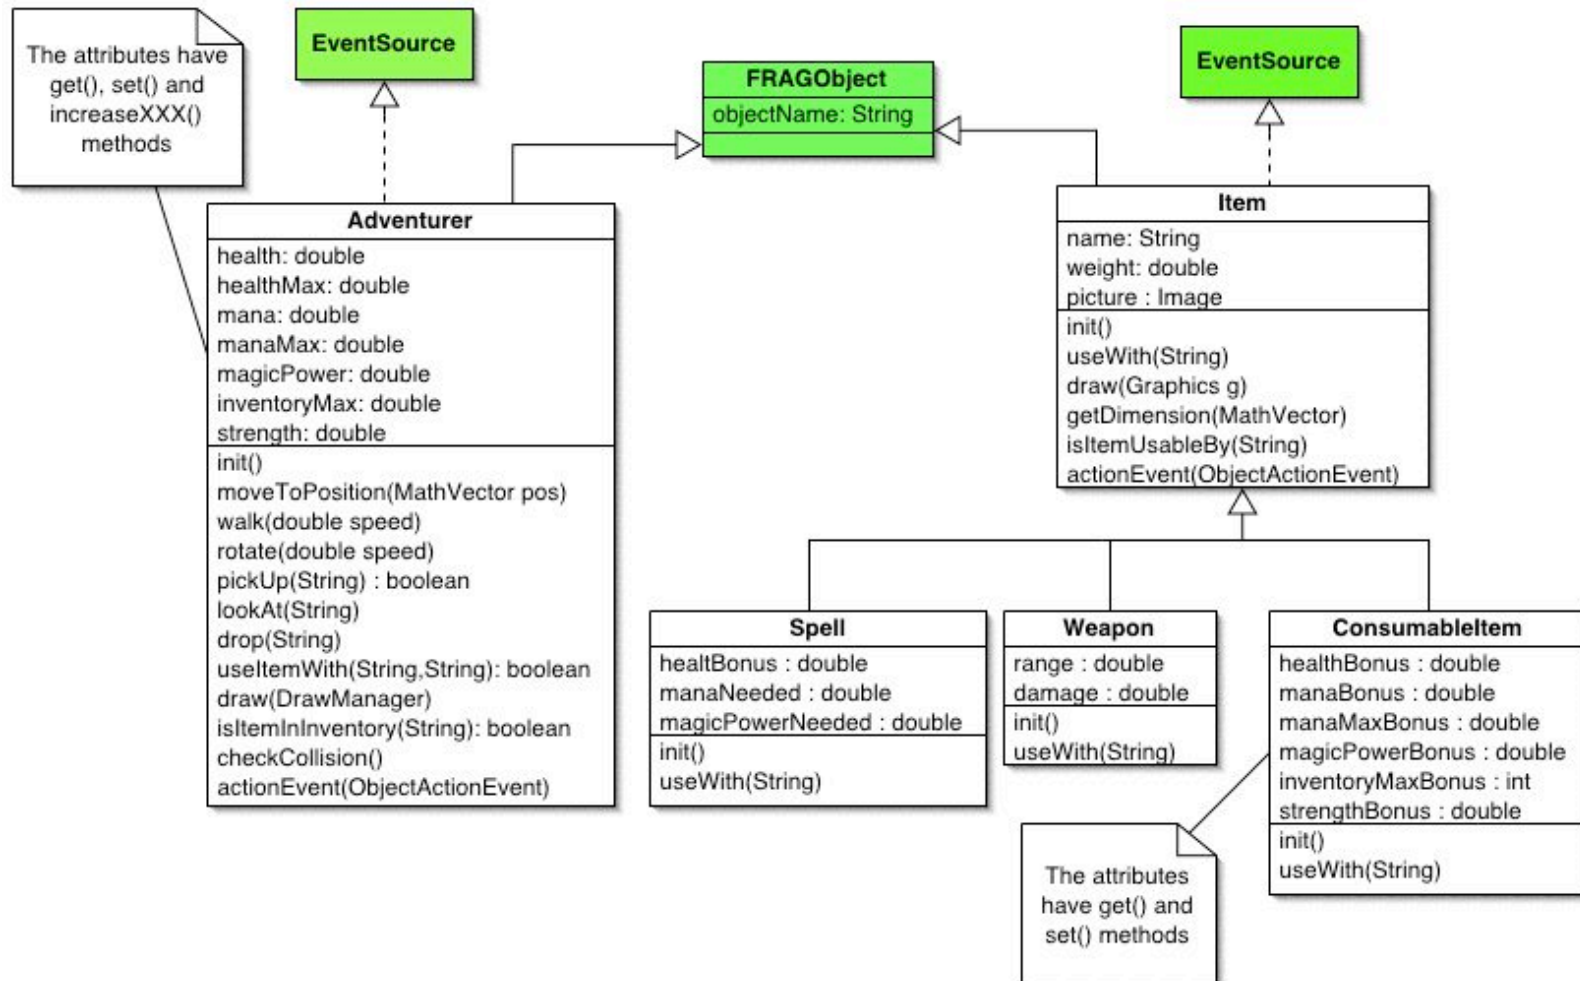 The attributes have
get(), set() and
increaseXXX()
methods
EventSource
FRAGObject
objectName: String
EventSource
Adventurer
health: double
healthMax: double
mana: double
manaMax: double
magicPower: double
inventoryMax: double
strength: double
init()
moveToPosition(MathVector pos)
walk(double speed)
rotate(double speed)
pickUp(String) : boolean
lookAt(String)
drop(String)
useItemWith(String,String): boolean
draw(DrawManager)
isItemInInventory(String): boolean
checkCollision()
actionEvent(ObjectActionEvent)
Item
name: String
weight: double
picture : Image
init()
useWith(String)
draw(Graphics g)
getDimension(MathVector)
isItemUsableBy(String)
actionEvent(ObjectActionEvent)
Spell
healtBonus : double
manaNeeded : double
magicPowerNeeded : double
init()
useWith(String)
Weapon
range : double
damage : double
init()
useWith(String)
ConsumableItem
healthBonus : double
manaBonus : double
manaMaxBonus : double
magicPowerBonus : double
inventoryMaxBonus : int
strengthBonus : double
init()
useWith(String)
The attributes
have get() and
set() methods